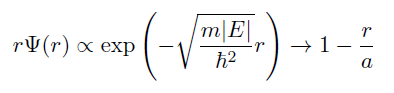 rΨ(r) ∝ exp(−√(m|E|/ħ²) r) → 1 − r/a